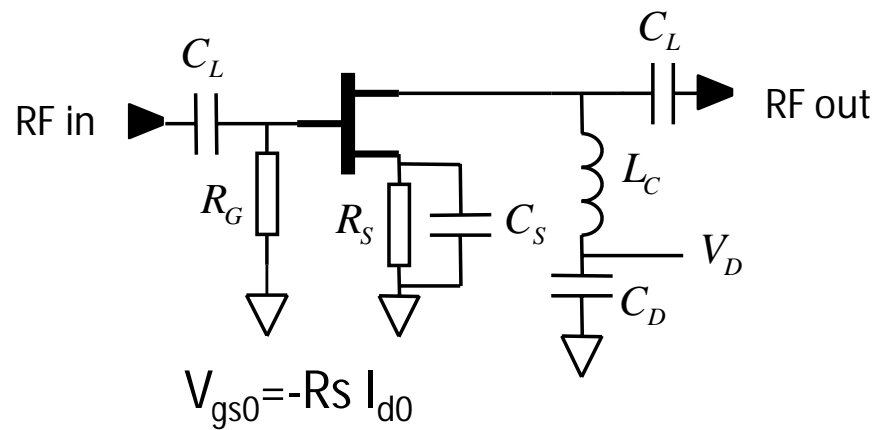 C_L
C_L
RF in
RF out
R_G
R_S
C_S
L_C
V_D
C_D
V_gs0=-Rs I_d0